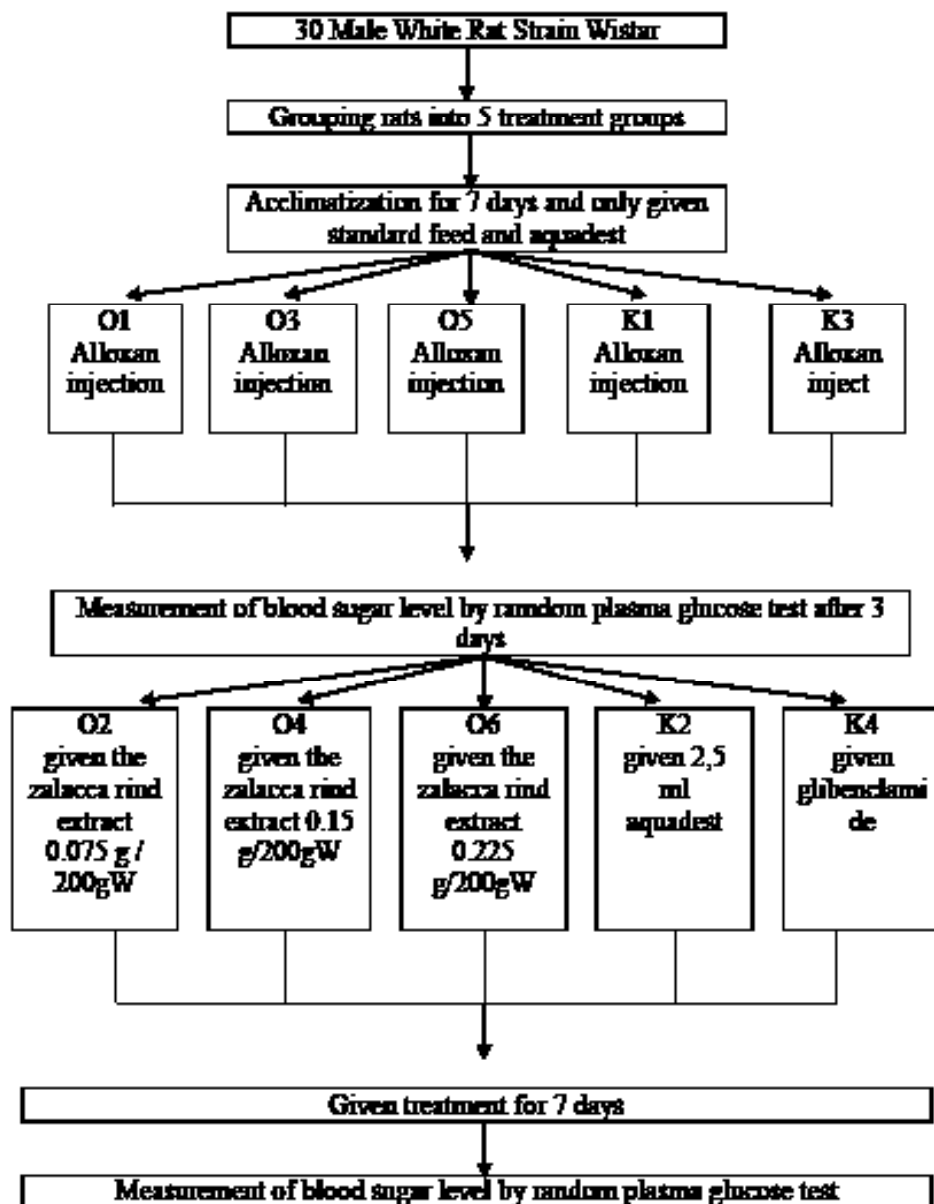 30 Male White Rat Strain Wistar
Grouping rats into 5 treatment groups
Acclimatization for 7 days and only given
standard feed and aquadest
O1
Alloxan
injection
O3
Alloxan
injection
O5
Alloxan
injection
K1
Alloxan
injection
K3
Alloxan
inject
Measurement of blood sugar level by ramdom plasma glucose test after 3
days
O2
given the
zalacca rind
extract
0.075 g /
200gW
O4
given the
zalacca rind
extract 0.15
g/200gW
O6
given the
zalacca rind
extract
0.225
g/200gW
K2
given 2,5
ml
aquadest
K4
given
glibenclami
de
Given treatment for 7 days
Measurement of blood sugar level by random plasma glucose test